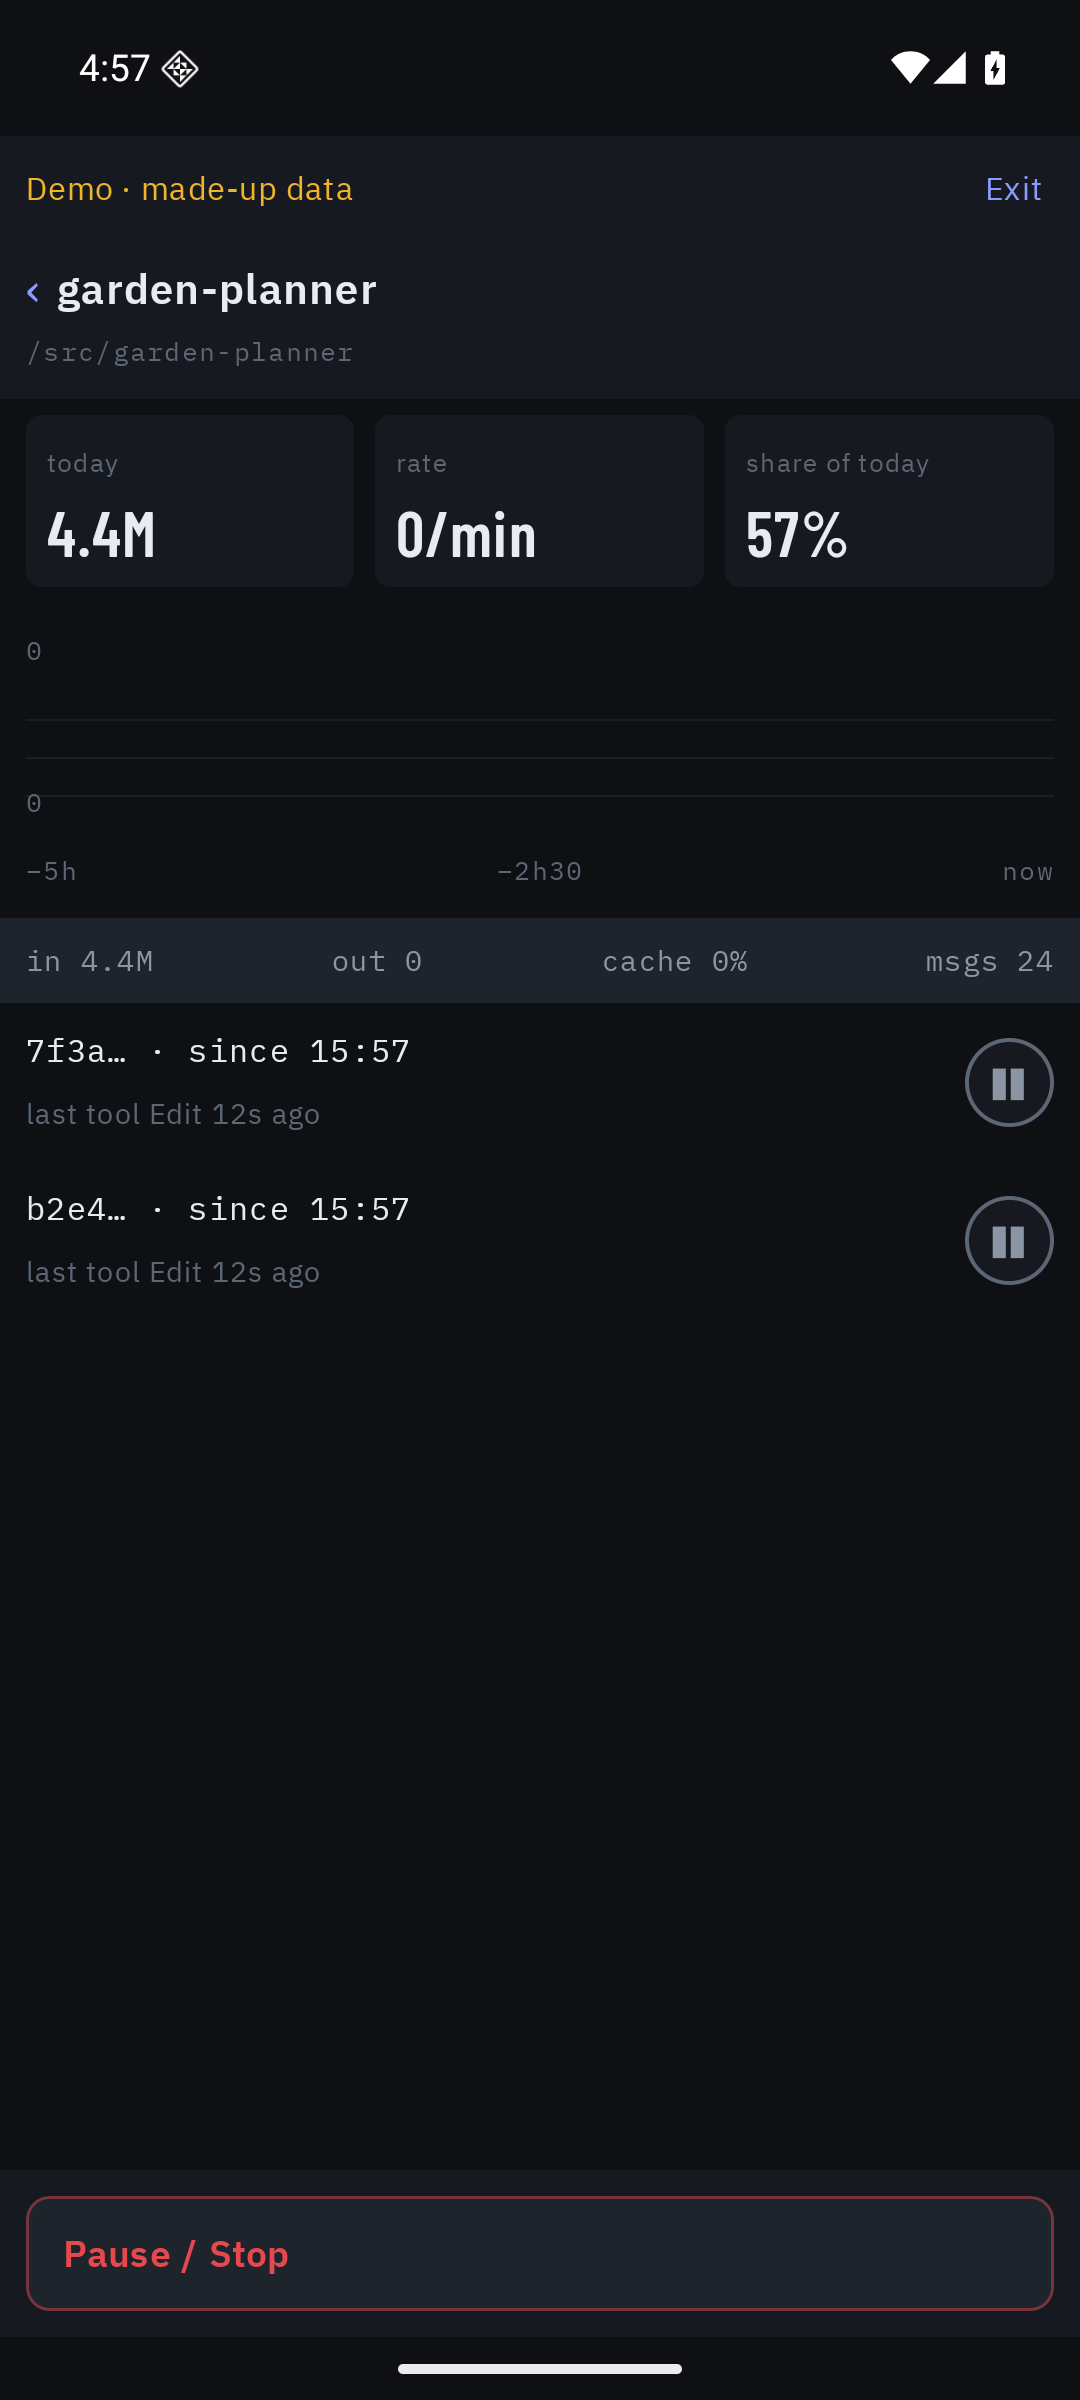 4:57
Demo · made-up data Exit
‹ garden-planner
/src/garden-planner
today rate share of today
4.4M 0/min 57%
0
0
−5h −2h30 now
in 4.4M out 0 cache 0% msgs 24
7f3a… · since 15:57
last tool Edit 12s ago
b2e4… · since 15:57
last tool Edit 12s ago
Pause / Stop